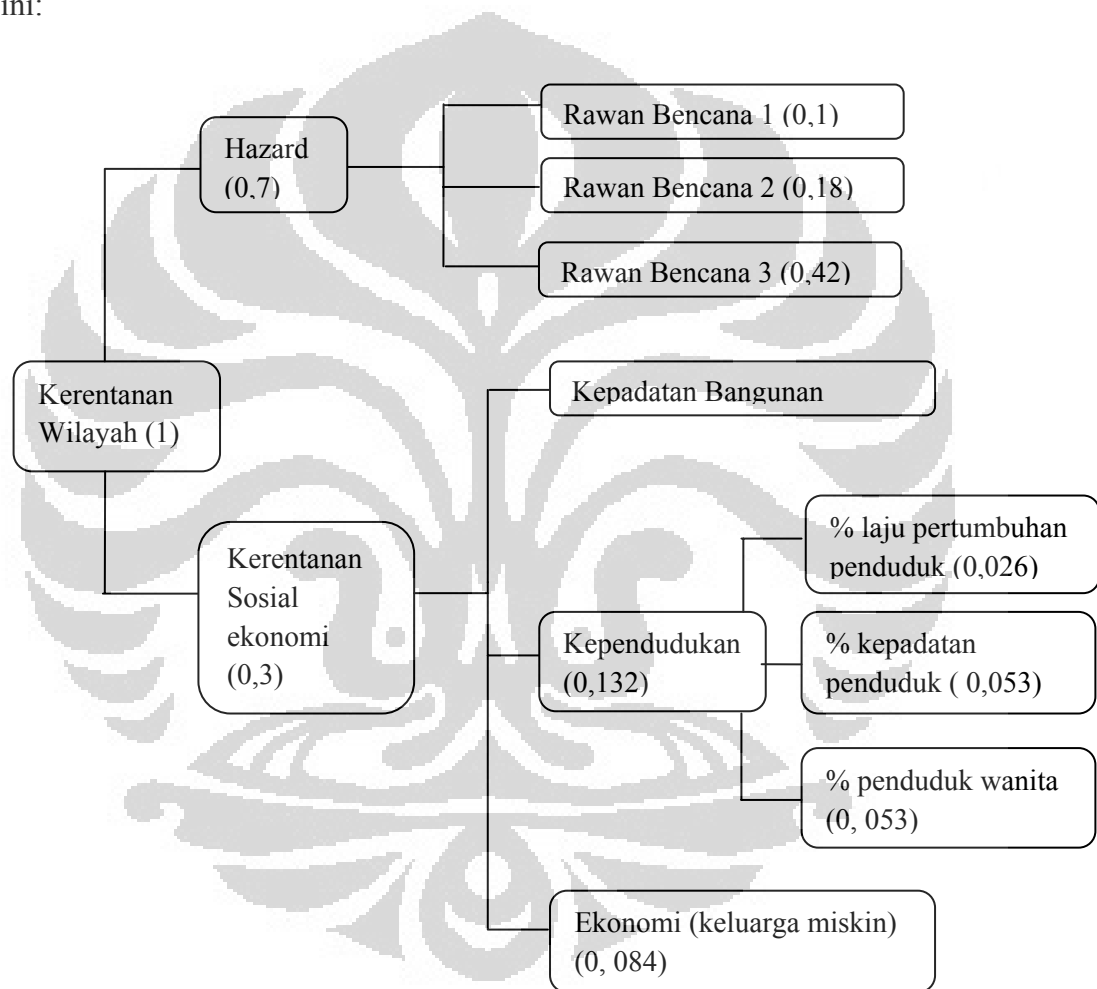 ini:
Hazard
(0,7)
Rawan Bencana 1 (0,1)
Rawan Bencana 2 (0,18)
Rawan Bencana 3 (0,42)
Kerentanan
Wilayah (1)
Kepadatan Bangunan
Kerentanan
Sosial
ekonomi
(0,3)
Kependudukan
(0,132)
% laju pertumbuhan
penduduk (0,026)
% kepadatan
penduduk ( 0,053)
% penduduk wanita
(0, 053)
Ekonomi (keluarga miskin)
(0, 084)